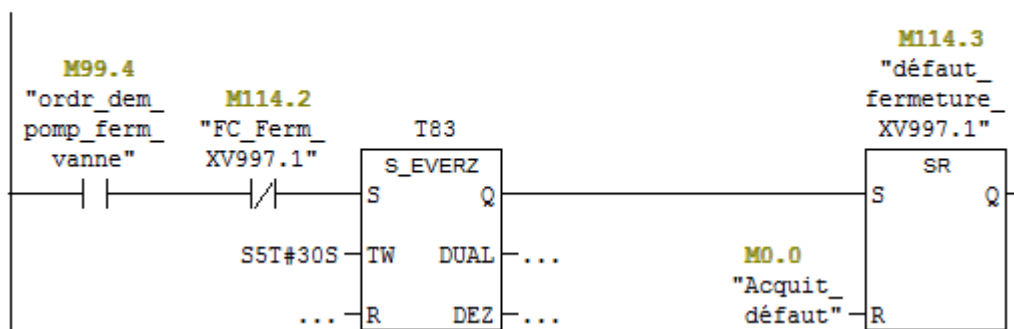 M99.4
"ordr_dem_
pomp_ferm_
vanne"
M114.2
"FC_Ferm_
XV997.1"
T83
S_EVERZ
S Q
S5T#30S TW DUAL ...
... R DEZ ...
M114.3
"défaut_
fermeture_
XV997.1"
SR
S Q
M0.0
"Acquit_
défaut" R